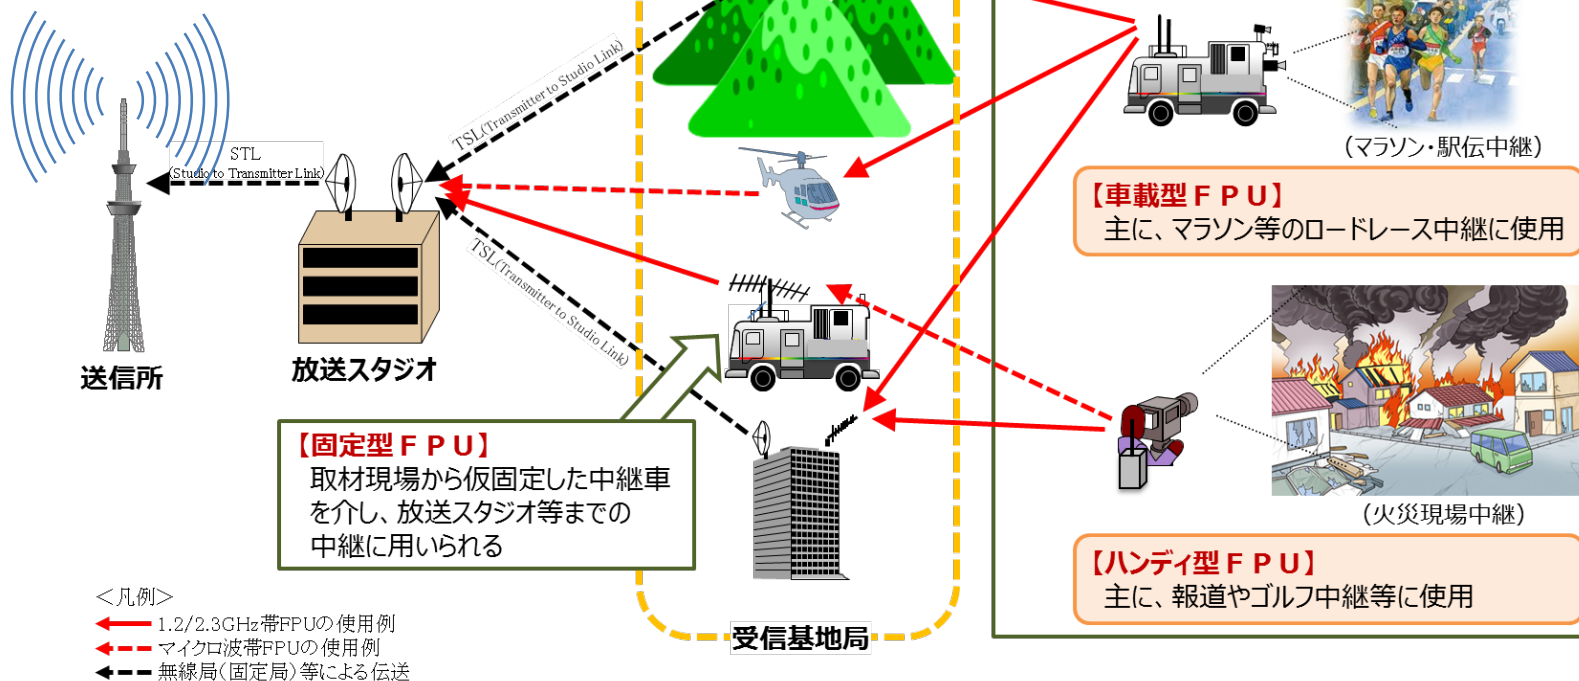 TSL(Transmitter to Studio Link)
STL
(Studio to Transmitter Link)
TSL(Transmitter to Studio Link)
送信所
放送スタジオ
(マラソン・駅伝中継)
【車載型FPU】
主に、マラソン等のロードレース中継に使用
【固定型FPU】
取材現場から仮固定した中継車
を介し、放送スタジオ等までの
中継に用いられる
(火災現場中継)
【ハンディ型FPU】
主に、報道やゴルフ中継等に使用
受信基地局
<凡例>
1.2/2.3GHz帯FPUの使用例
マイクロ波帯FPUの使用例
無線局(固定局)等による伝送